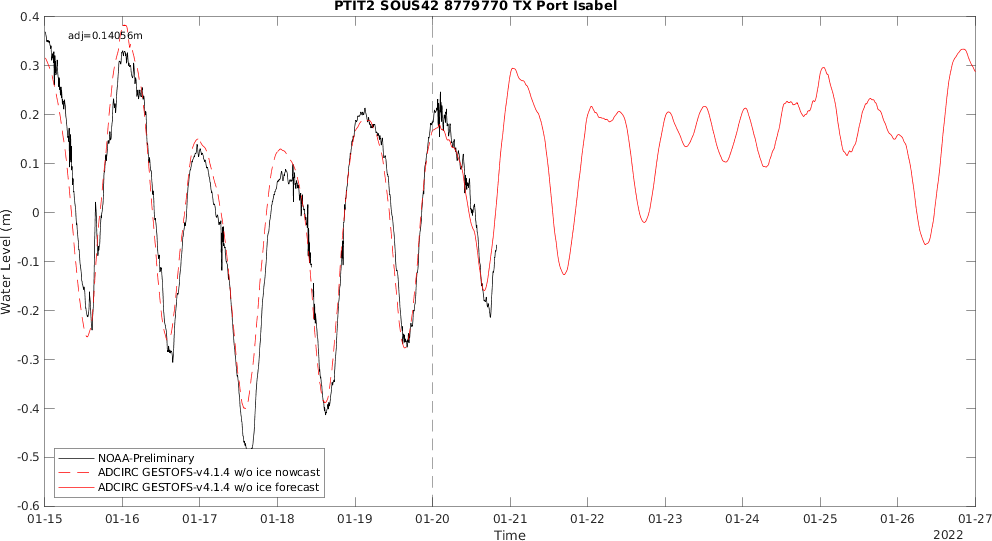 PTIT2 SOUS42 8779770 TX Port Isabel
adj=0.14056m
0.4
0.3
0.2
0.1
0
-0.1
-0.2
-0.3
-0.4
-0.5
-0.6
Water Level (m)
NOAA-Preliminary
ADCIRC GESTOFS-v4.1.4 w/o ice nowcast
ADCIRC GESTOFS-v4.1.4 w/o ice forecast
01-15 01-16 01-17 01-18 01-19 01-20 01-21 01-22 01-23 01-24 01-25 01-26 01-27
Time
2022